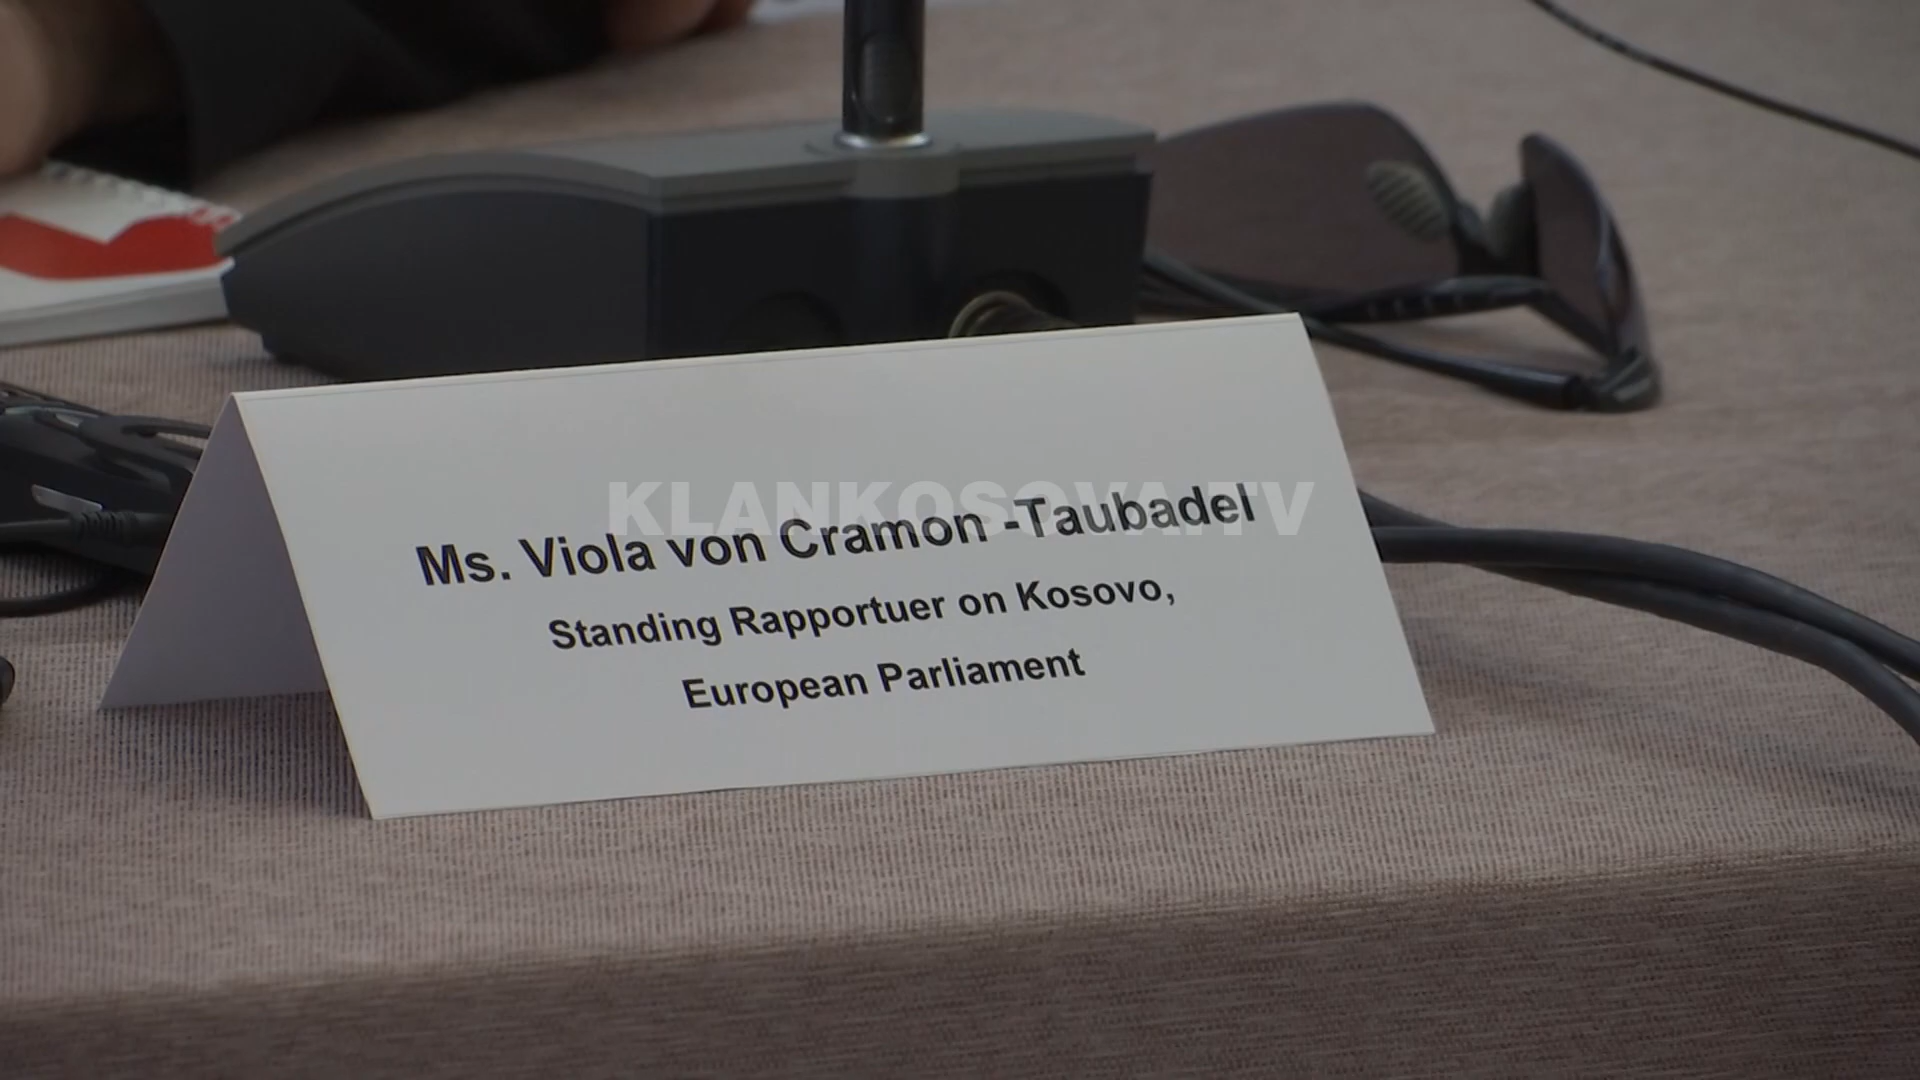 KLANKOSOVA.TV
Ms. Viola von Cramon -Taubadel
Standing Rapportuer on Kosovo,
European Parliament